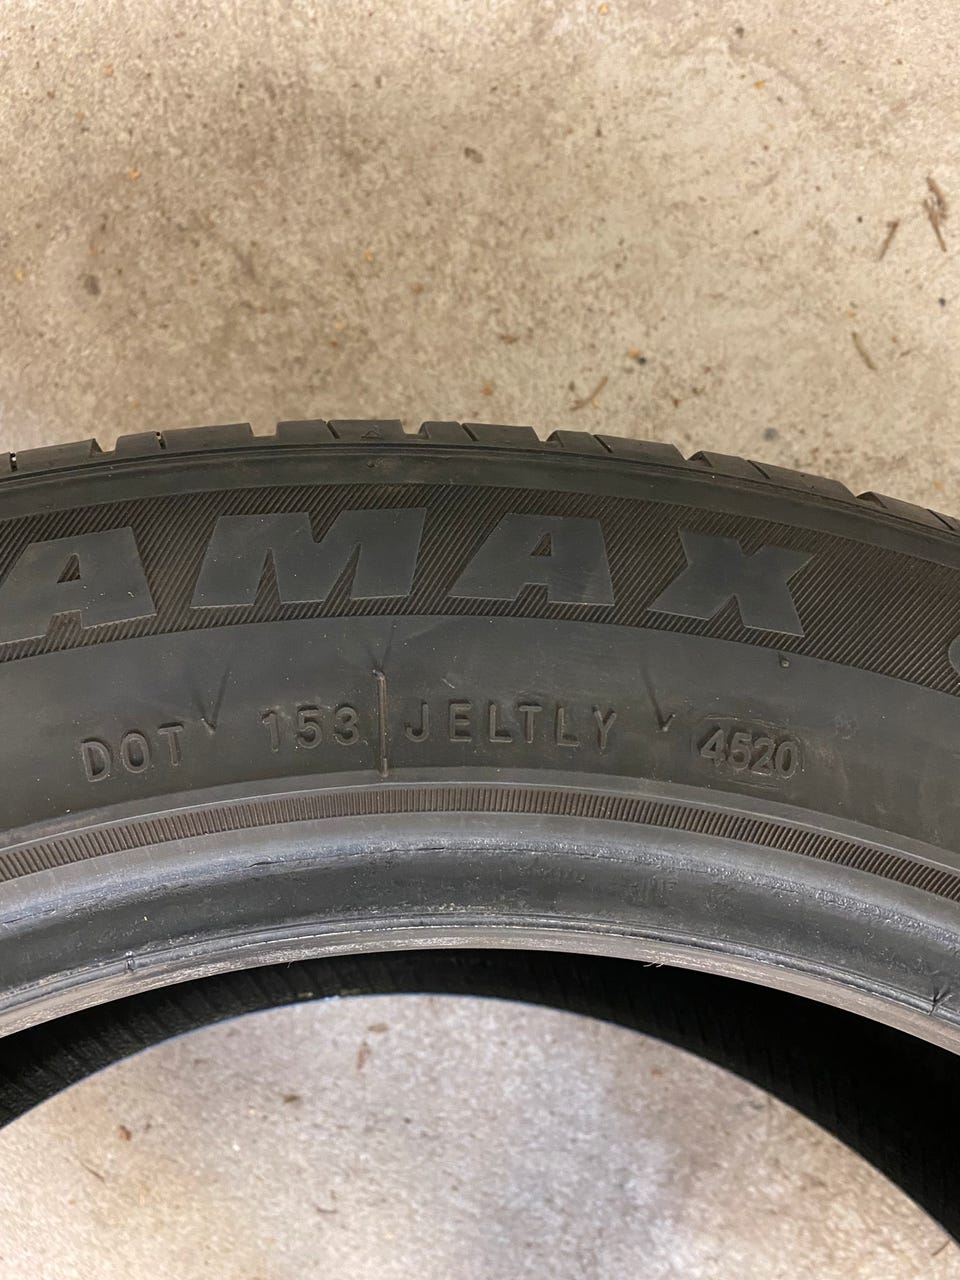 AMAX
DOT 153 JELTLY 4520